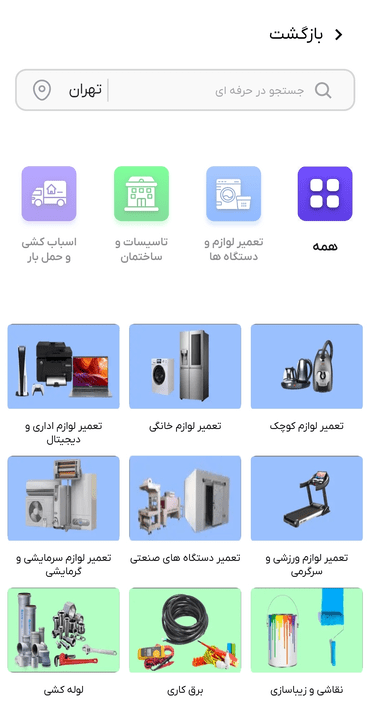 بازگشت
جستجو در حرفه ای
تهران
همه
تعمیر لوازم و
دستگاه ها
تاسیسات و
ساختمان
اسباب کشی
و حمل بار
تعمیر لوازم کوچک
تعمیر لوازم خانگی
تعمیر لوازم اداری و
دیجیتال
تعمیر لوازم ورزشی و
سرگرمی
تعمیر دستگاه های صنعتی
تعمیر لوازم سرمایشی و
گرمایشی
نقاشی و زیباسازی
برق کاری
لوله کشی